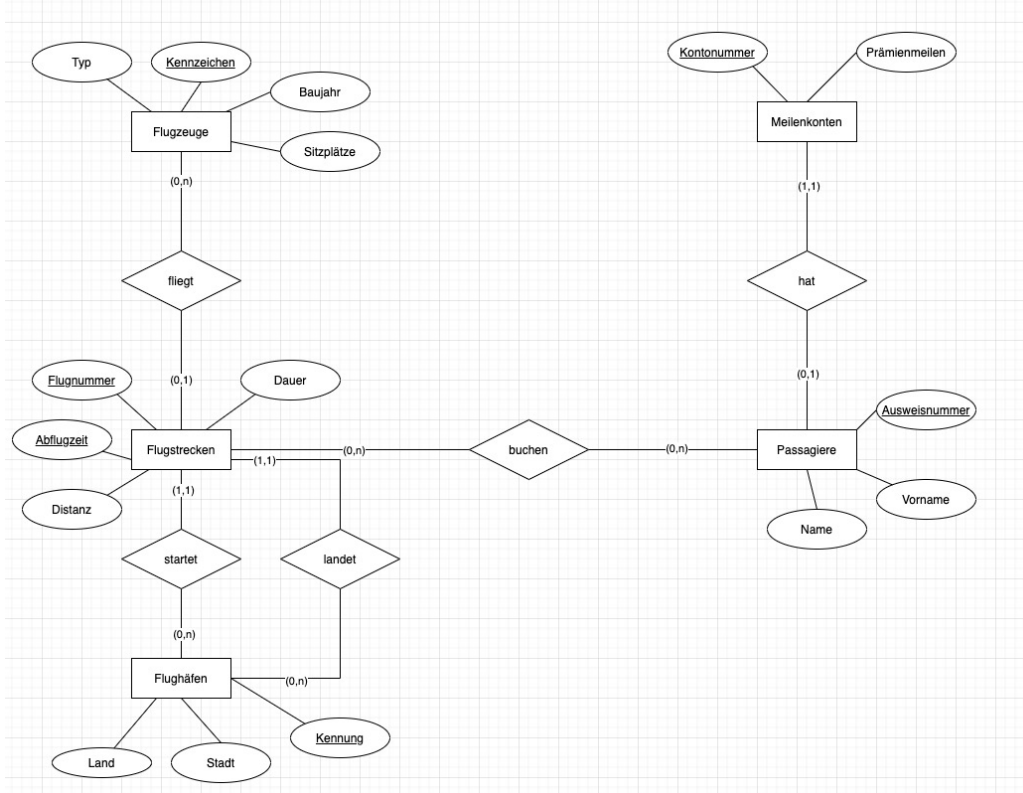 Typ
Kennzeichen
Baujahr
Sitzplätze
Flugzeuge
(0,n)
fliegt
(0,1)
Flugnummer
Dauer
Abflugzeit
Flugstrecken
Distanz
(1,1)
(1,1)
(0,n)
buchen
(0,n)
startet
landet
(0,n)
(0,n)
Flughäfen
Kennung
Land
Stadt
Kontonummer
Prämienmeilen
Meilenkonten
(1,1)
hat
(0,1)
Ausweisnummer
Passagiere
Vorname
Name